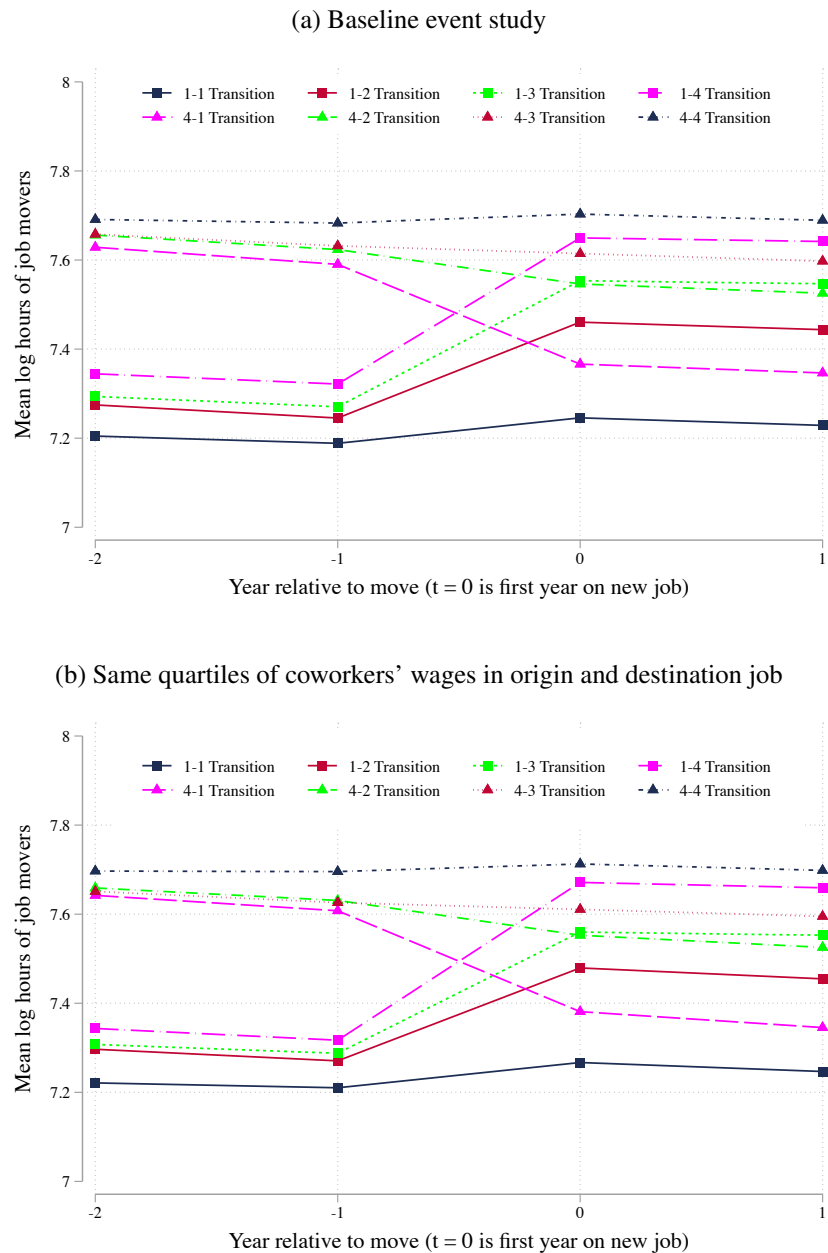 (a) Baseline event study
8
1-1 Transition 1-2 Transition 1-3 Transition 1-4 Transition
4-1 Transition 4-2 Transition 4-3 Transition 4-4 Transition
7.8
7.6
7.4
7.2
7
Mean log hours of job movers
-2 -1 0 1
Year relative to move (t = 0 is first year on new job)
(b) Same quartiles of coworkers’ wages in origin and destination job
8
1-1 Transition 1-2 Transition 1-3 Transition 1-4 Transition
4-1 Transition 4-2 Transition 4-3 Transition 4-4 Transition
7.8
7.6
7.4
7.2
7
Mean log hours of job movers
-2 -1 0 1
Year relative to move (t = 0 is first year on new job)